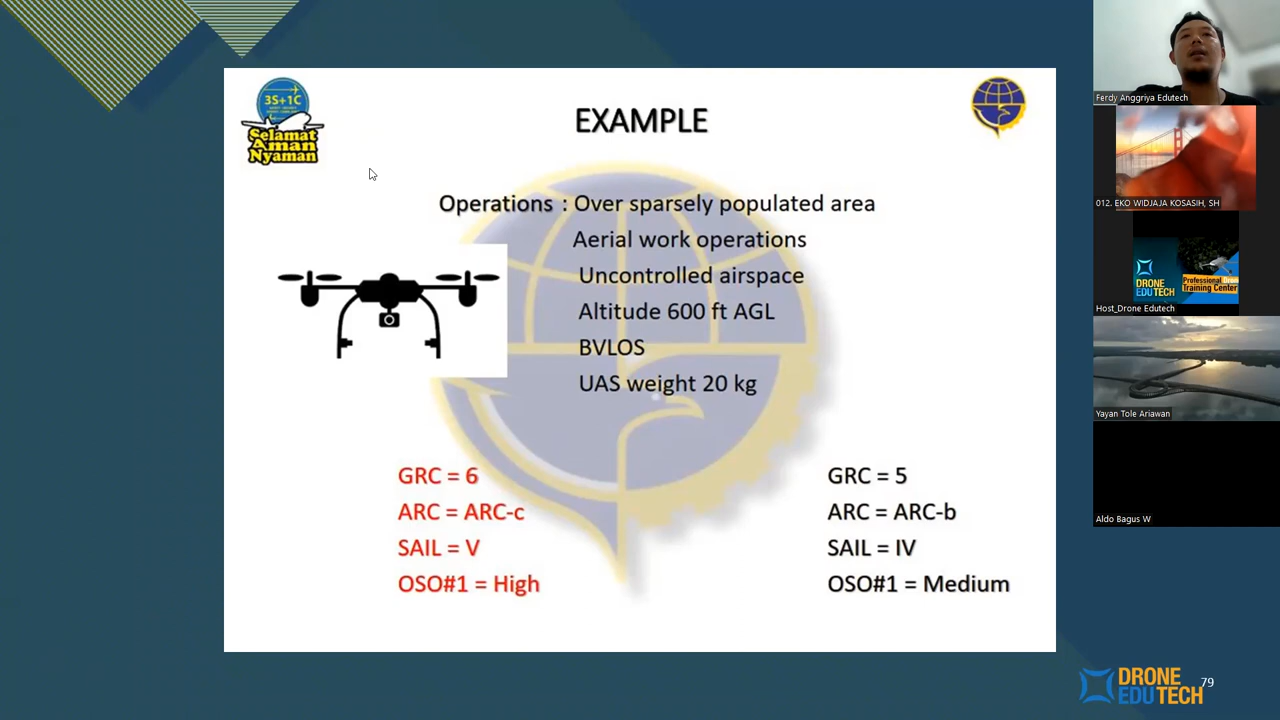 3S+1C
Selamat
Aman
Nyaman
EXAMPLE
Operations : Over sparsely populated area
Aerial work operations
Uncontrolled airspace
Altitude 600 ft AGL
BVLOS
UAS weight 20 kg
GRC = 6
ARC = ARC-c
SAIL = V
OSO#1 = High
GRC = 5
ARC = ARC-b
SAIL = IV
OSO#1 = Medium
DRONE
EDUTECH
79
Ferdy Anggriya Edutech
012. EKO WIDJAJA KOSASIH, SH
DRONE
EDUTECH
Professional Drone
Training Center
Host_Drone Edutech
Yayan Tole Ariawan
Aldo Bagus W